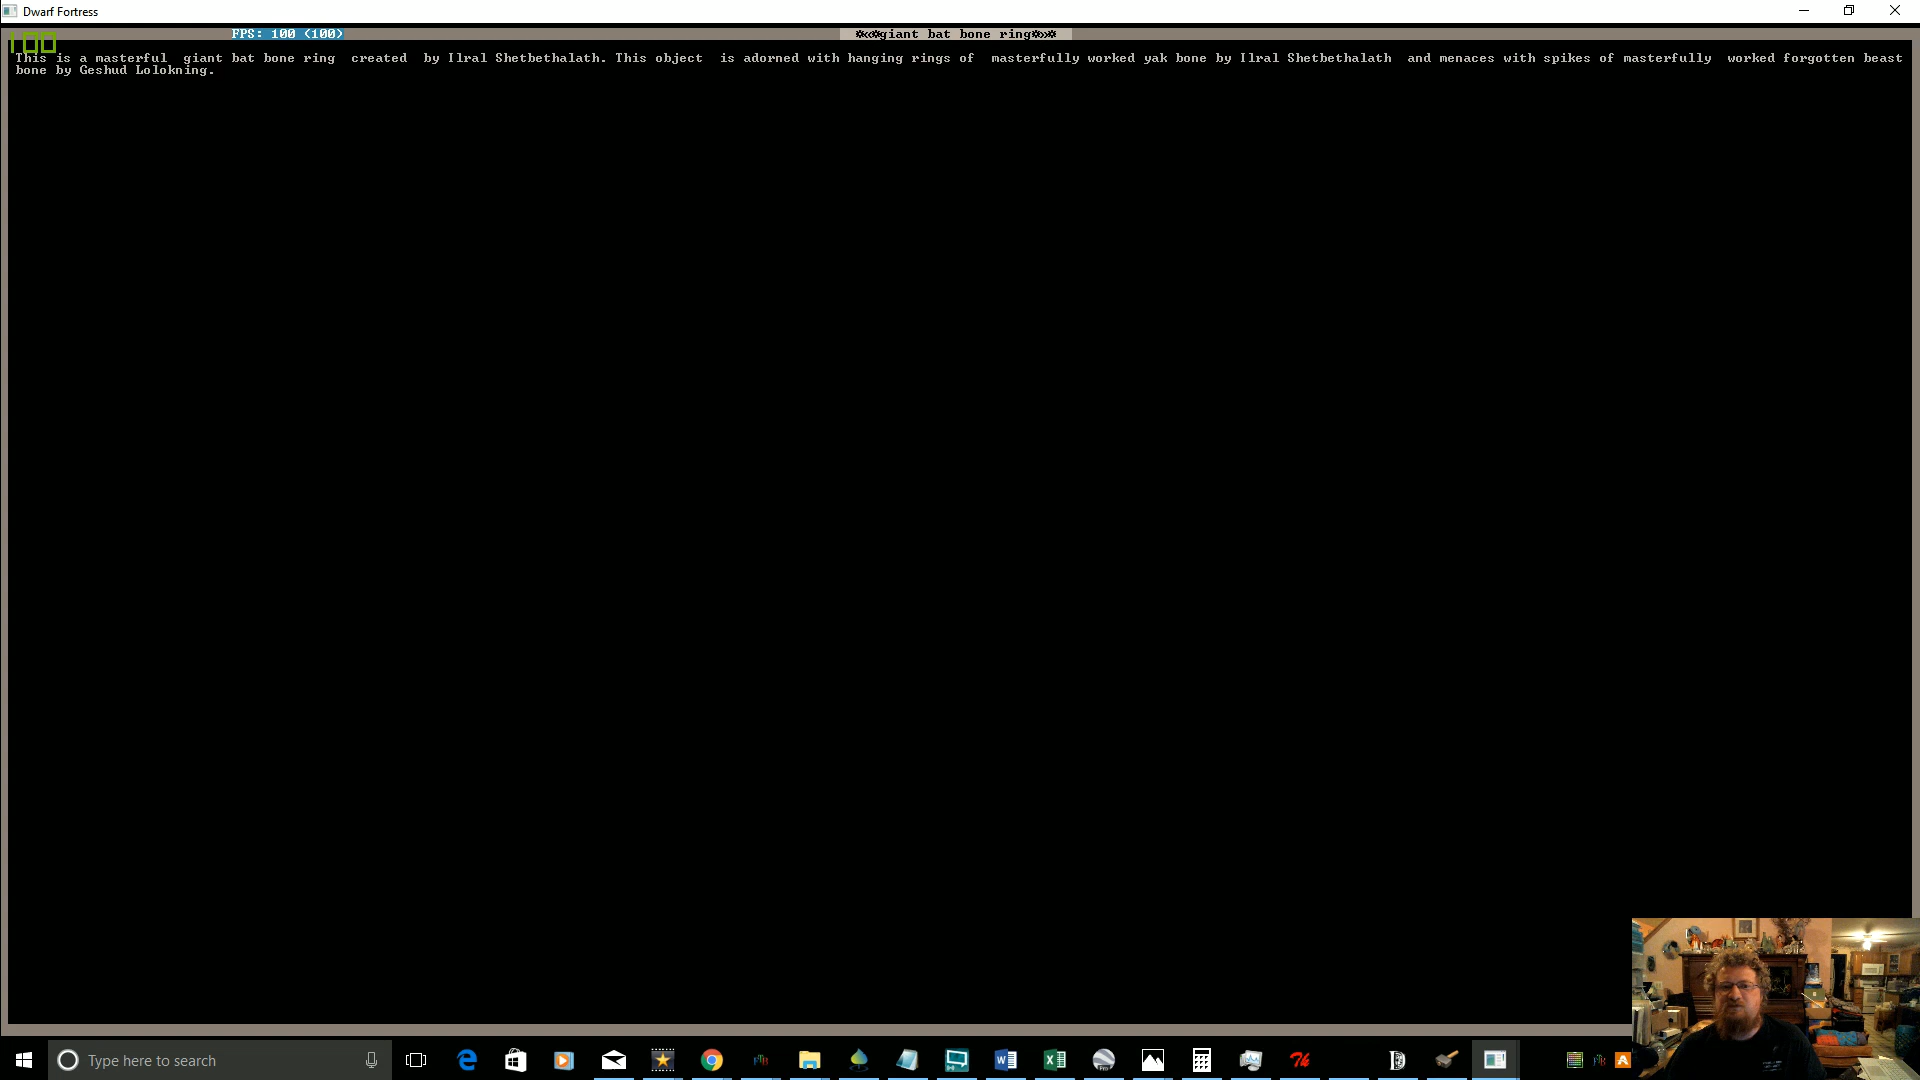 Dwarf Fortress
100
FPS: 100 (100)
☼«☼giant bat bone ring☼»☼
This is a masterful giant bat bone ring created by Ilral Shetbethalath. This object is adorned with hanging rings of masterfully worked yak bone by Ilral Shetbethalath and menaces with spikes of masterfully worked forgotten beast
bone by Geshud Lolokning.
Type here to search